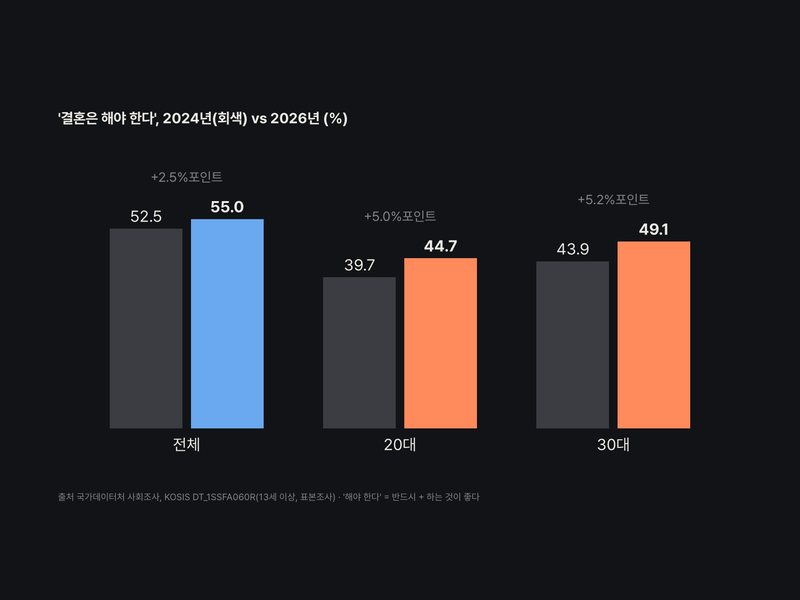 '결혼은 해야 한다', 2024년(회색) vs 2026년 (%)
+2.5%포인트
52.5
55.0
+5.0%포인트
39.7
44.7
+5.2%포인트
43.9
49.1
전체
20대
30대
출처 국가데이터처 사회조사, KOSIS DT_1SSFA060R(13세 이상, 표본조사) · '해야 한다' = 반드시 + 하는 것이 좋다